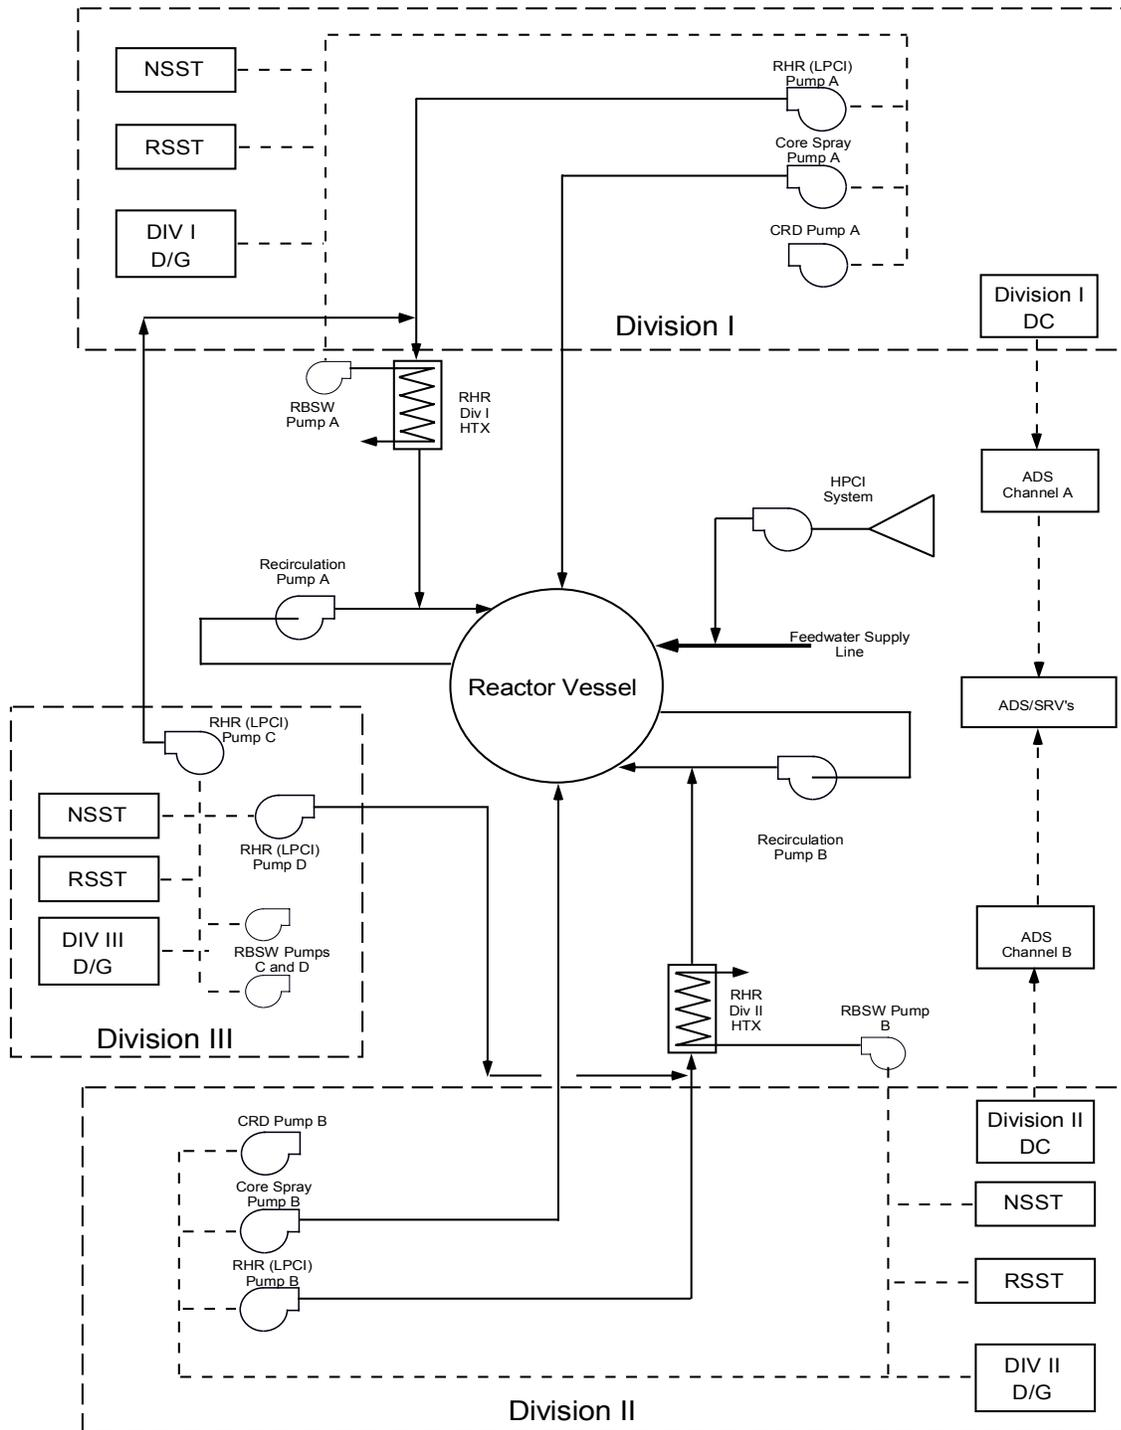 NSST
RSST
DIV I
D/G
RHR (LPCI)
Pump A
Core Spray
Pump A
CRD Pump A
Division I
Division I
DC
RBSW
Pump A
RHR
Div I
HTX
ADS
Channel A
HPCI
System
Recirculation
Pump A
Feedwater Supply
Line
Reactor Vessel
ADS/SRV's
RHR (LPCI)
Pump C
NSST
RHR (LPCI)
Pump D
RSST
DIV III
D/G
RBSW Pumps
C and D
Division III
Recirculation
Pump B
ADS
Channel B
RHR
Div II
HTX
RBSW Pump
B
CRD Pump B
Core Spray
Pump B
RHR (LPCI)
Pump B
Division II
DC
NSST
RSST
DIV II
D/G
Division II